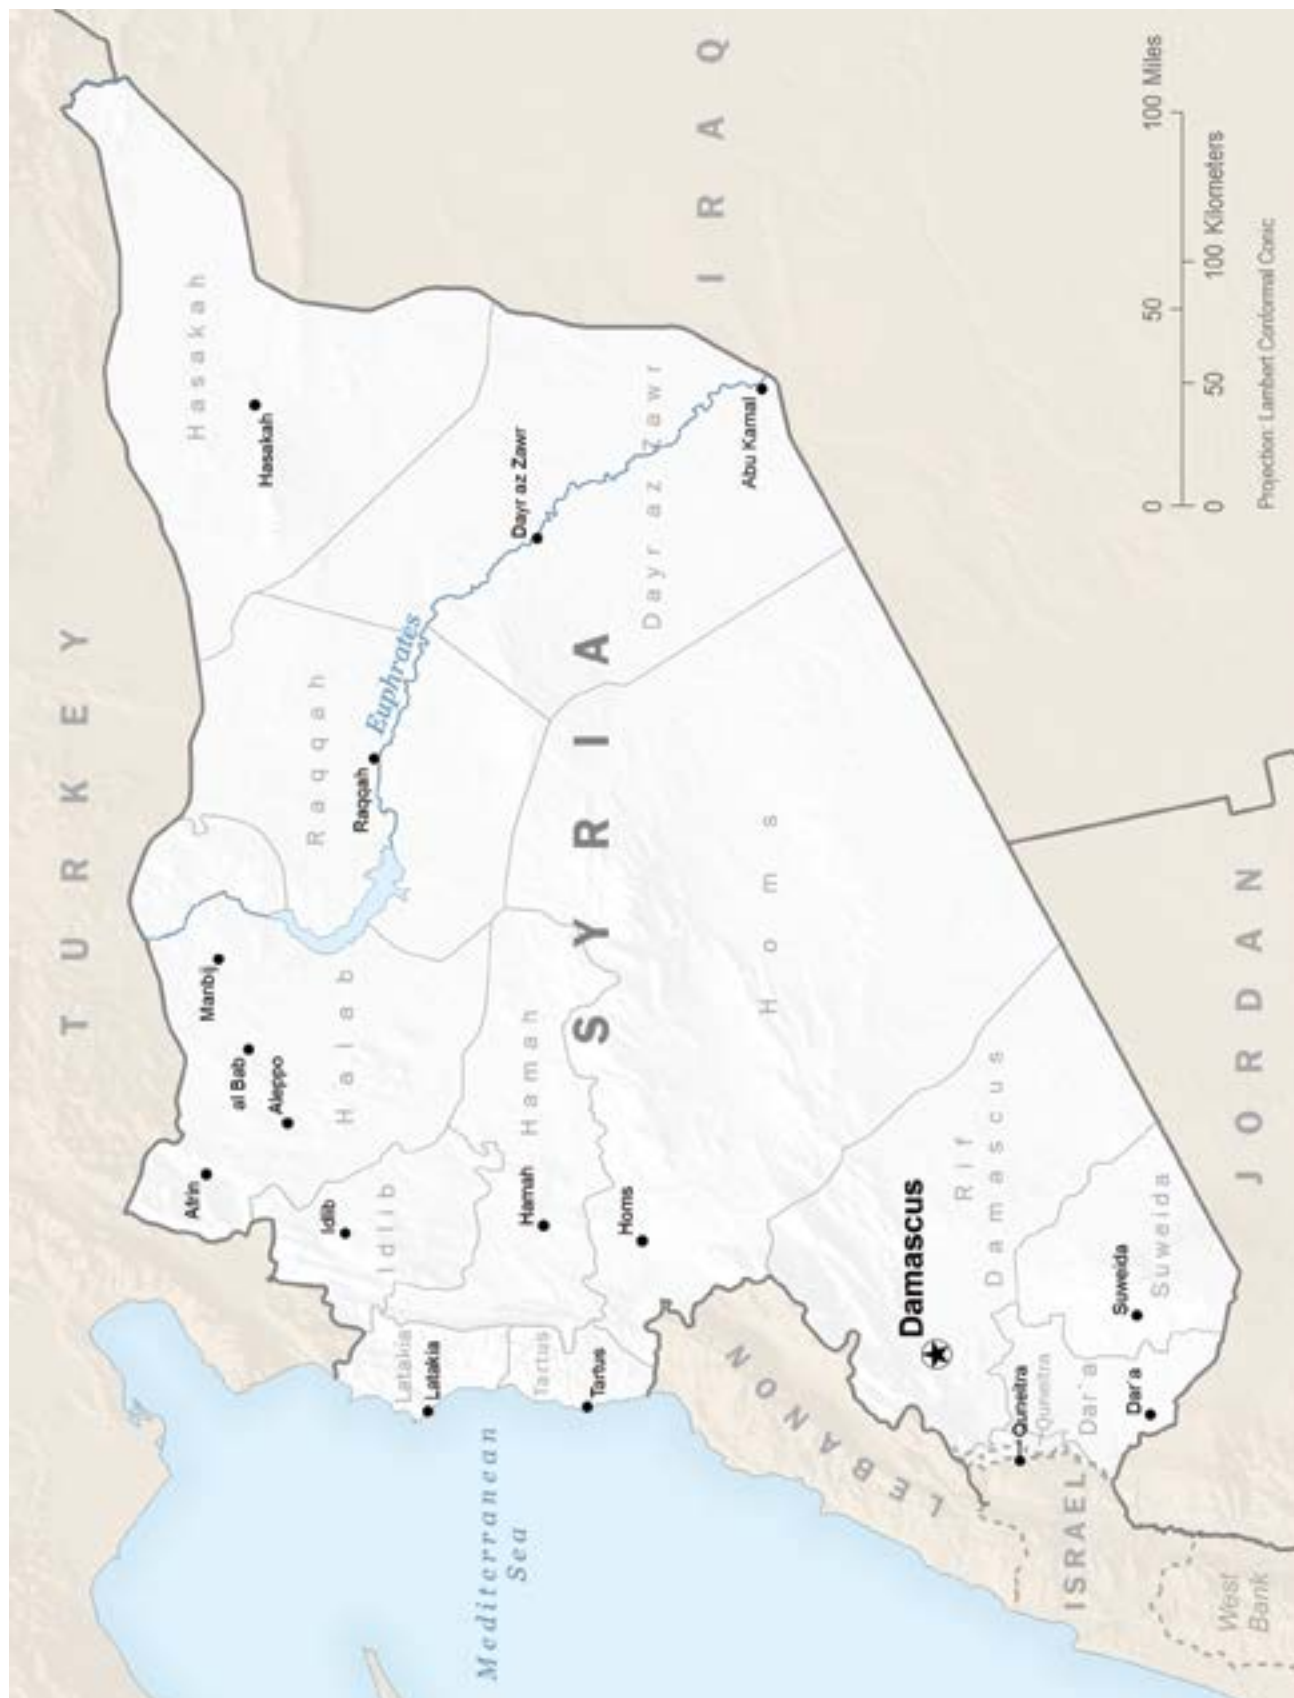 TURKEY
Hasakah
Hasakah
Manbij
al Bab
Aleppo
Afrin
Halab
Raqqah
Raqqah
Euphrates
Idlib
Idlib
Latakia
Latakia
Dayr az Zawr
Dayr az Zawr
Hamah
Hamah
Tartus
Tartus
SYRIA
Homs
Homs
Abu Kamal
IRAQ
Mediterranean
Sea
LEBANON
Damascus
Rif
Damascus
Quneitra
Quneitra
Dar'a
Dar'a
Suweida
Suweida
ISRAEL
West
Bank
JORDAN
0 50 100 Miles
0 50 100 Kilometers
Projection: Lambert Conformal Conic